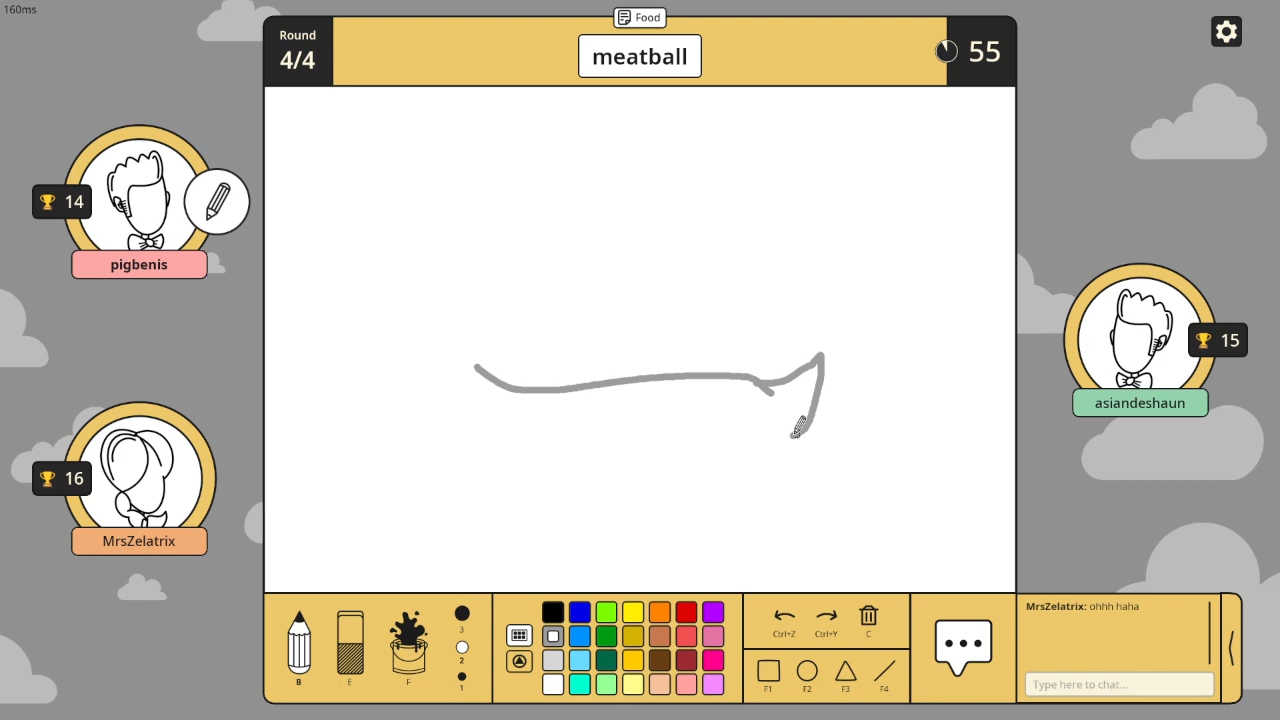 160ms
Food
Round
4/4
meatball
55
14
pigbenis
15
asiandeshaun
16
MrsZelatrix
MrsZelatrix: ohhh haha
Ctrl+Z
Ctrl+Y
C
3
2
1
B
E
F
F1
F2
F3
F4
Type here to chat...